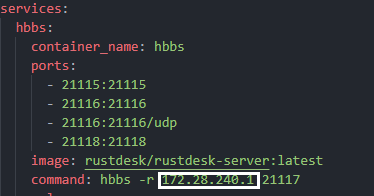 services:
hbbs:
container_name: hbbs
ports:
- 21115:21115
- 21116:21116
- 21116:21116/udp
- 21118:21118
image: rustdesk/rustdesk-server:latest
command: hbbs -r 172.28.240.1 21117